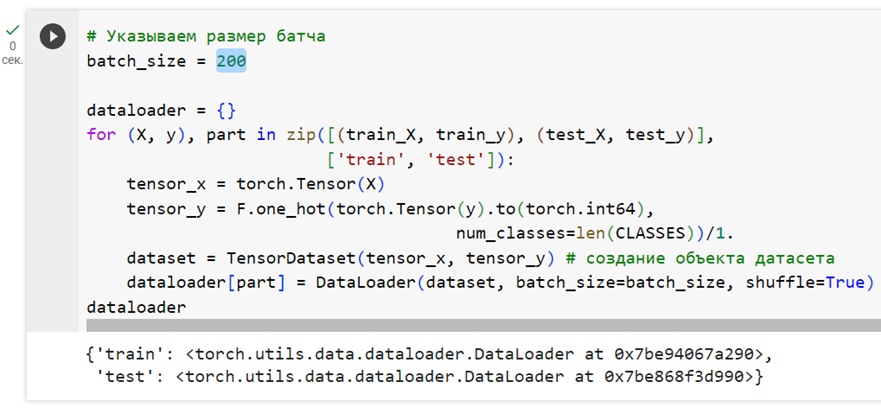 0
сек.
# Указываем размер батча
batch_size = 200
dataloader = {}
for (X, y), part in zip([(train_X, train_y), (test_X, test_y)],
['train', 'test']):
tensor_x = torch.Tensor(X)
tensor_y = F.one_hot(torch.Tensor(y).to(torch.int64),
num_classes=len(CLASSES))/1.
dataset = TensorDataset(tensor_x, tensor_y) # создание объекта датасета
dataloader[part] = DataLoader(dataset, batch_size=batch_size, shuffle=True)
dataloader
{'train': <torch.utils.data.dataloader.DataLoader at 0x7be94067a290>,
'test': <torch.utils.data.dataloader.DataLoader at 0x7be868f3d990>}